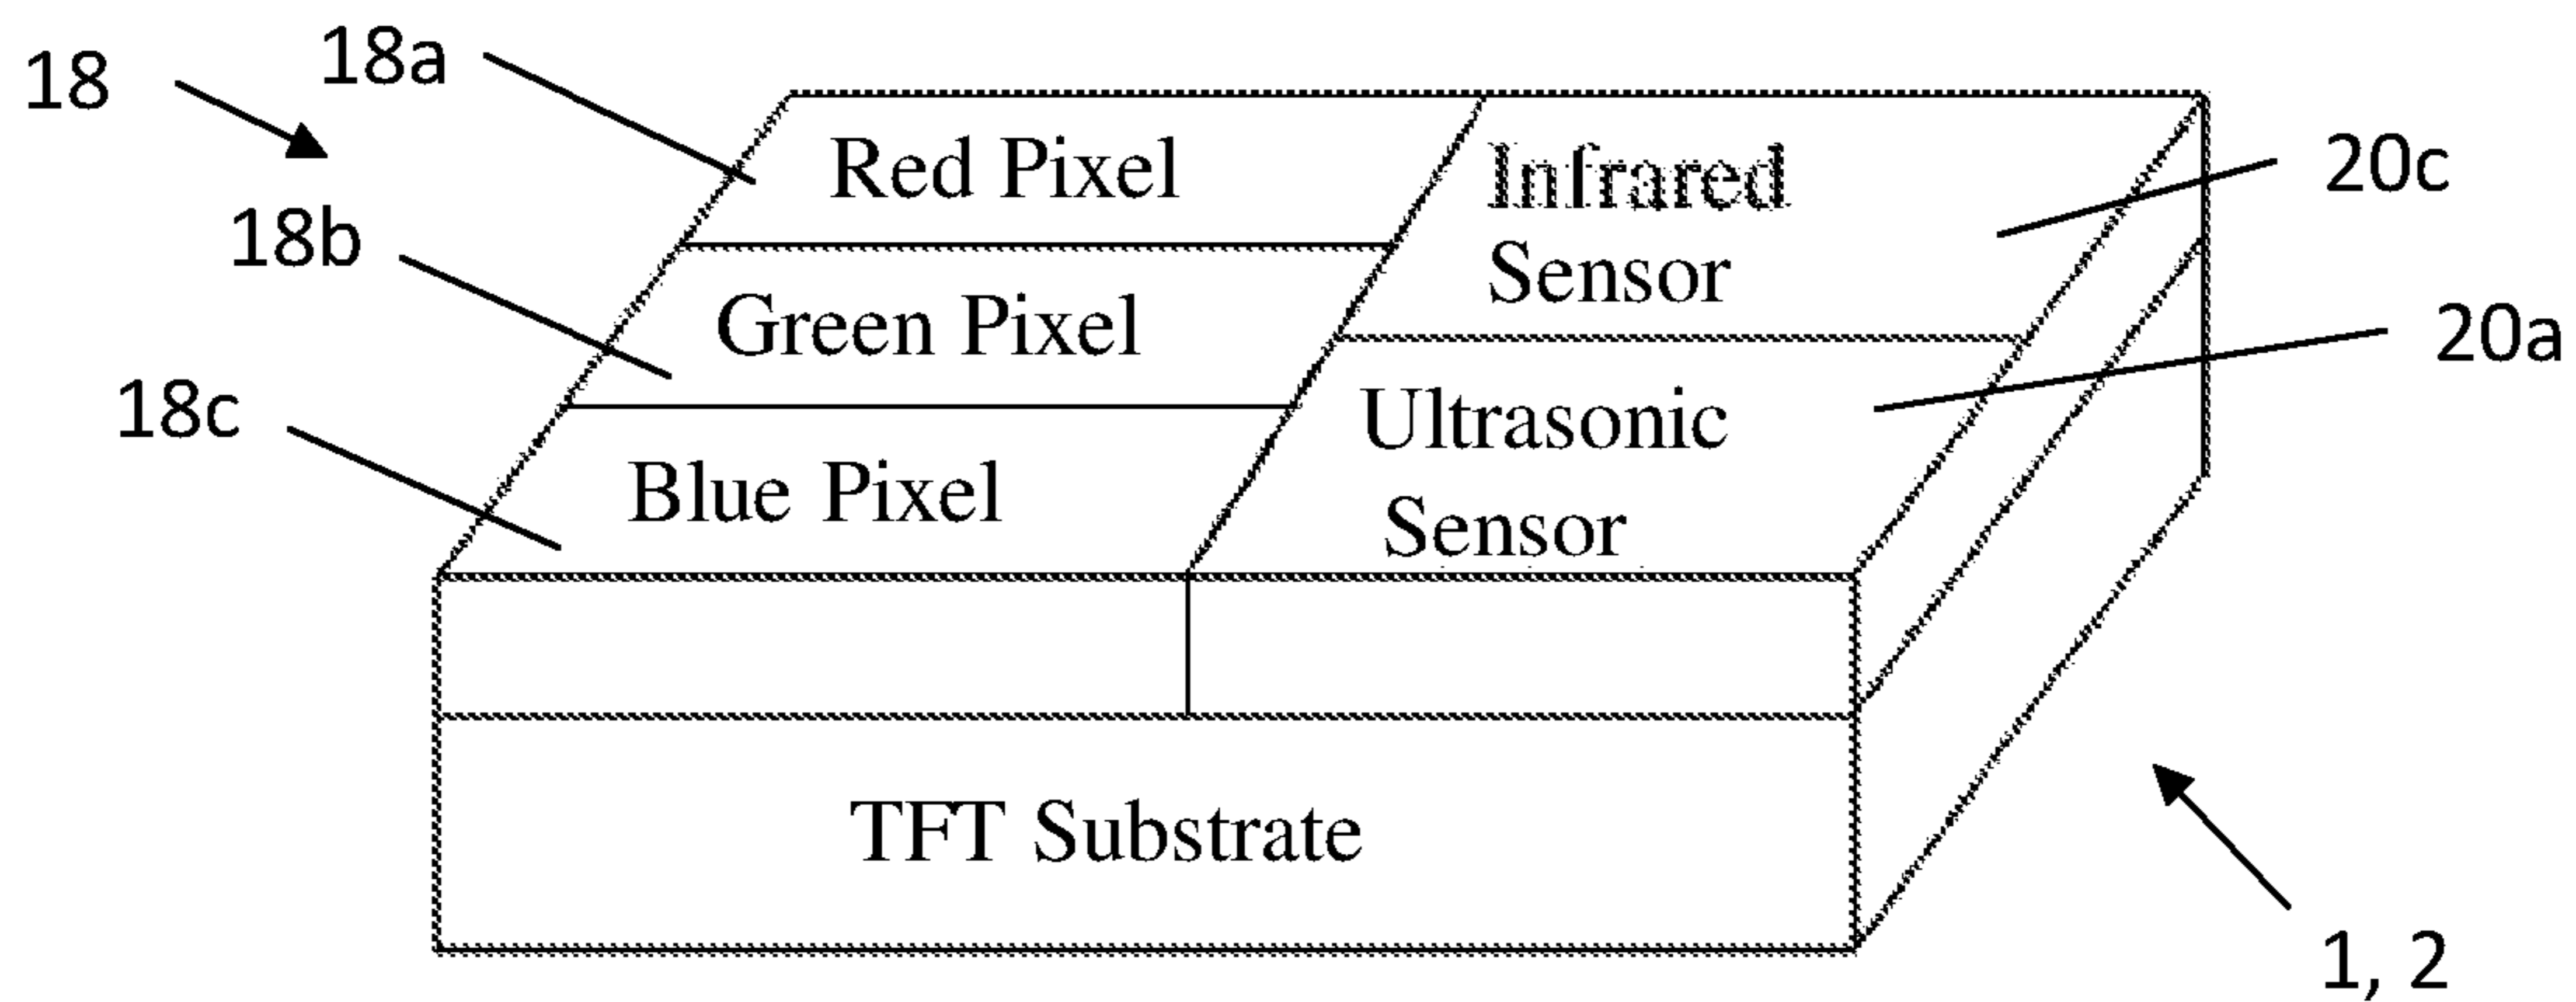 18
18a
Red Pixel
Infrared
Sensor
20c
18b
Green Pixel
20a
18c
Blue Pixel
Ultrasonic
Sensor
TFT Substrate
1, 2